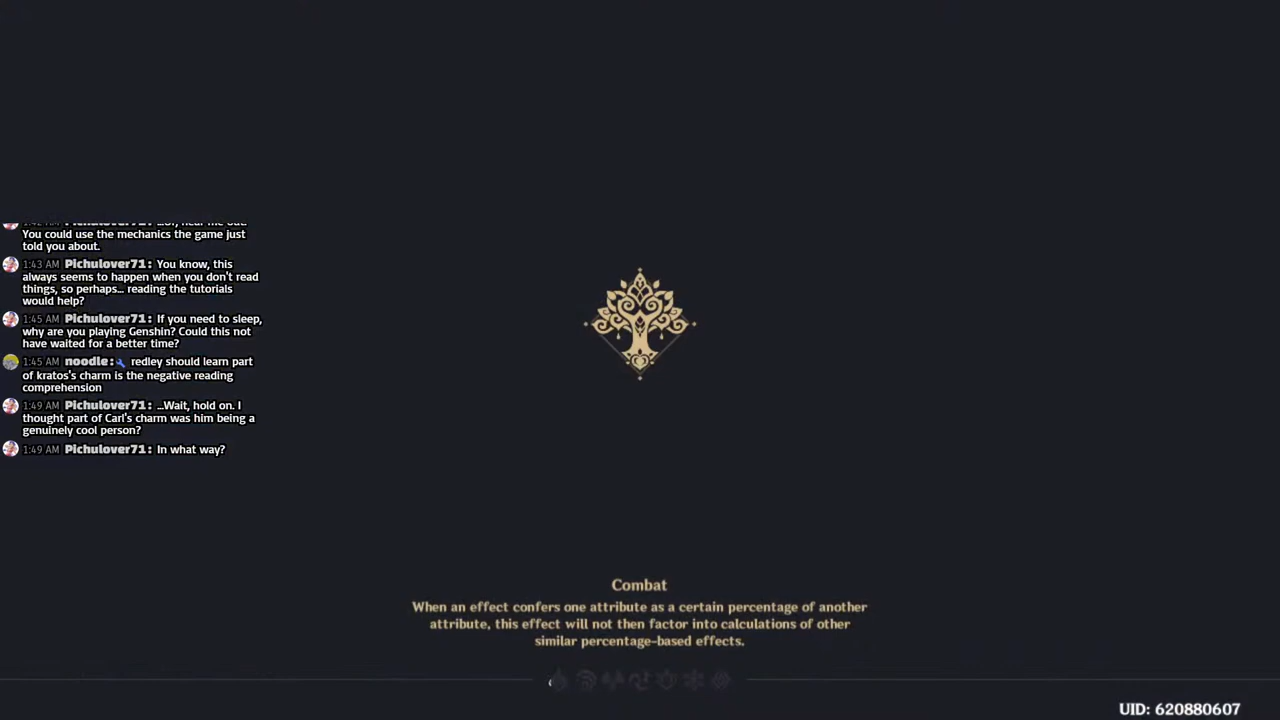 You could use the mechanics the game just
told you about.
1:43 AM Pichulover71: You know, this
always seems to happen when you don't read
things, so perhaps... reading the tutorials
would help?
1:45 AM Pichulover71: If you need to sleep,
why are you playing Genshin? Could this not
have waited for a better time?
1:45 AM noodle: redley should learn part
of kratos's charm is the negative reading
comprehension
1:49 AM Pichulover71: ...Wait, hold on. I
thought part of Carl's charm was him being a
genuinely cool person?
1:49 AM Pichulover71: In what way?
Combat
When an effect confers one attribute as a certain percentage of another
attribute, this effect will not then factor into calculations of other
similar percentage-based effects.
UID: 620880607